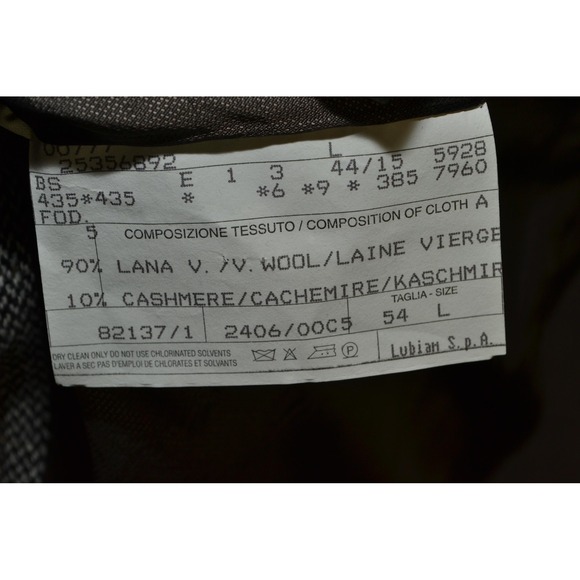 25356892 L
BS E 1 3 44/15 5928
435*435 * *6 *9 * 385 7960
FOD.
5 COMPOSIZIONE TESSUTO / COMPOSITION OF CLOTH A
90% LANA V./V.WOOL/LAINE VIERGE
10% CASHMERE/CACHEMIRE/KASCHMIR
TAGLIA - SIZE
82137/1 2406/00C5 54 L
DRY CLEAN ONLY DO NOT USE CHLORINATED SOLVENTS
LAVER A SEC PAS D'EMPLOI DE CHLORATES ET SOLVANTS
Lubiam S.p.A.